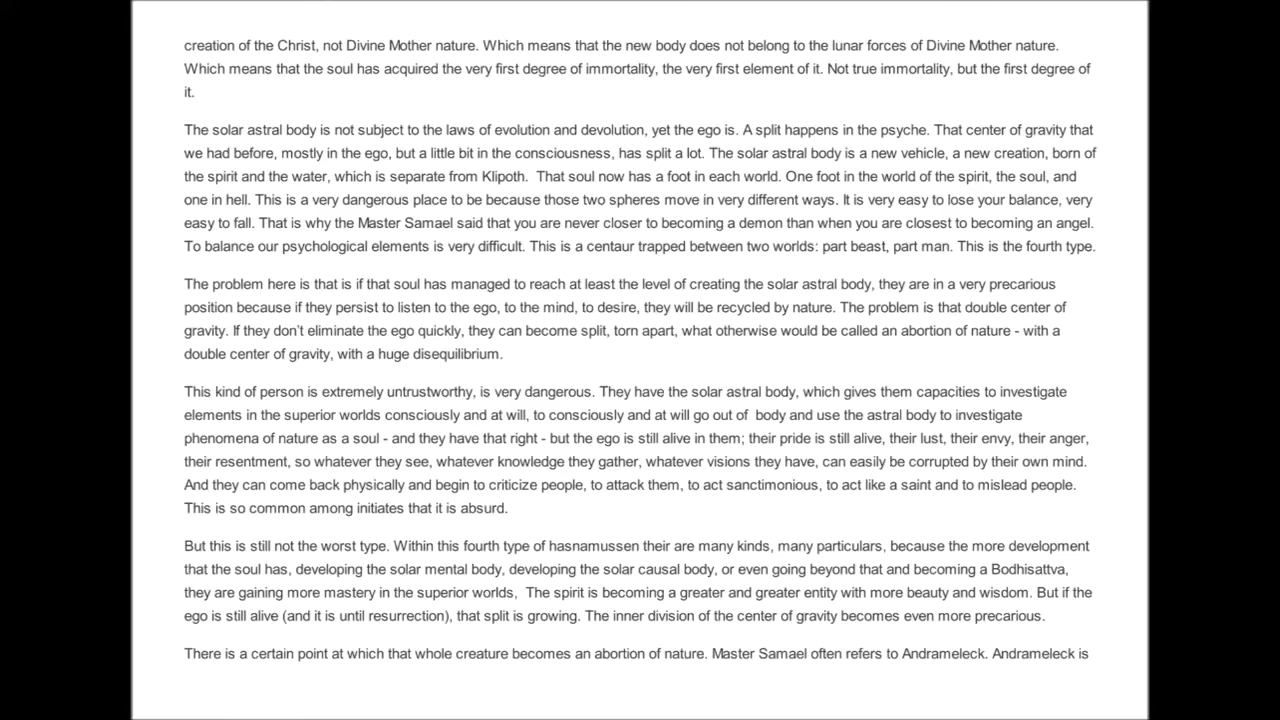 creation of the Christ, not Divine Mother nature. Which means that the new body does not belong to the lunar forces of Divine Mother nature.
Which means that the soul has acquired the very first degree of immortality, the very first element of it. Not true immortality, but the first degree of
it.
The solar astral body is not subject to the laws of evolution and devolution, yet the ego is. A split happens in the psyche. That center of gravity that
we had before, mostly in the ego, but a little bit in the consciousness, has split a lot. The solar astral body is a new vehicle, a new creation, born of
the spirit and the water, which is separate from Klipoth.  That soul now has a foot in each world. One foot in the world of the spirit, the soul, and
one in hell. This is a very dangerous place to be because those two spheres move in very different ways. It is very easy to lose your balance, very
easy to fall. That is why the Master Samael said that you are never closer to becoming a demon than when you are closest to becoming an angel.
To balance our psychological elements is very difficult. This is a centaur trapped between two worlds: part beast, part man. This is the fourth type.
The problem here is that is if that soul has managed to reach at least the level of creating the solar astral body, they are in a very precarious
position because if they persist to listen to the ego, to the mind, to desire, they will be recycled by nature. The problem is that double center of
gravity. If they don't eliminate the ego quickly, they can become split, torn apart, what otherwise would be called an abortion of nature - with a
double center of gravity, with a huge disequilibrium.
This kind of person is extremely untrustworthy, is very dangerous. They have the solar astral body, which gives them capacities to investigate
elements in the superior worlds consciously and at will, to consciously and at will go out of  body and use the astral body to investigate
phenomena of nature as a soul - and they have that right - but the ego is still alive in them; their pride is still alive, their lust, their envy, their anger,
their resentment, so whatever they see, whatever knowledge they gather, whatever visions they have, can easily be corrupted by their own mind.
And they can come back physically and begin to criticize people, to attack them, to act sanctimonious, to act like a saint and to mislead people.
This is so common among initiates that it is absurd.
But this is still not the worst type. Within this fourth type of hasnamussen their are many kinds, many particulars, because the more development
that the soul has, developing the solar mental body, developing the solar causal body, or even going beyond that and becoming a Bodhisattva,
they are gaining more mastery in the superior worlds,  The spirit is becoming a greater and greater entity with more beauty and wisdom. But if the
ego is still alive (and it is until resurrection), that split is growing. The inner division of the center of gravity becomes even more precarious.
There is a certain point at which that whole creature becomes an abortion of nature. Master Samael often refers to Andrameleck. Andrameleck is